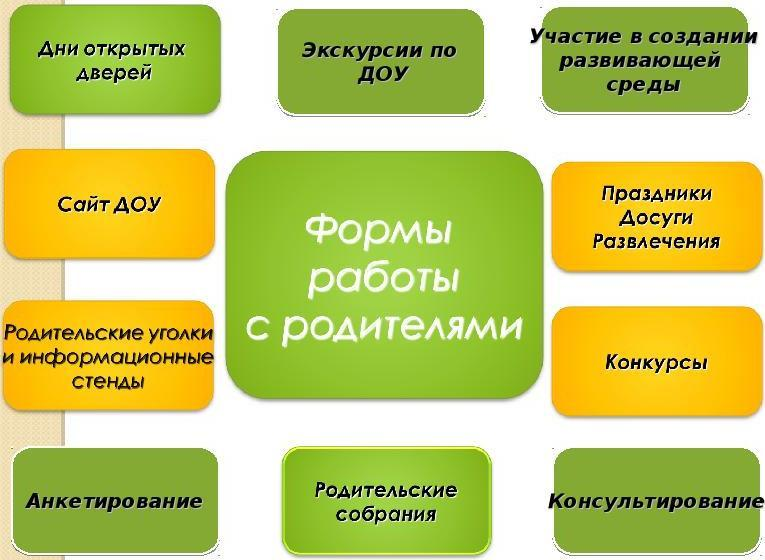 Дни открытых
дверей
Экскурсии по
ДОУ
Участие в создании
развивающей
среды
Сайт ДОУ
Формы
работы
с родителями
Праздники
Досуги
Развлечения
Родительские уголки
и информационные
стенды
Конкурсы
Анкетирование
Родительские
собрания
Консультирование